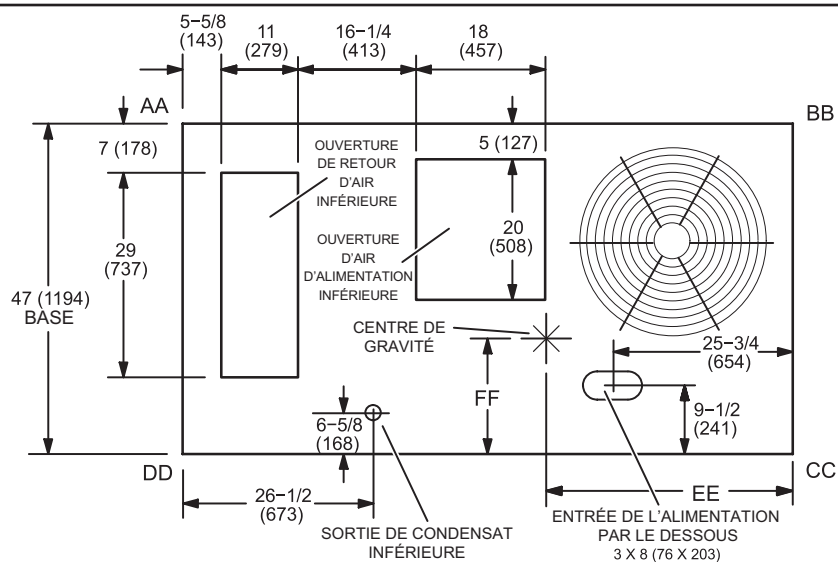 5–5/8
(143)
11
(279)
16–1/4
(413)
18
(457)
AA
BB
7 (178)
OUVERTURE
DE RETOUR
D'AIR
INFÉRIEURE
5 (127)
29
(737)
OUVERTURE
D'AIR
D'ALIMENTATION
INFÉRIEURE
20
(508)
47 (1194)
BASE
CENTRE DE
GRAVITÉ
25–3/4
(654)
FF
6–5/8
(168)
9–1/2
(241)
DD
CC
26–1/2
(673)
EE
SORTIE DE CONDENSAT
INFÉRIEURE
ENTRÉE DE L'ALIMENTATION
PAR LE DESSOUS
3 X 8 (76 X 203)